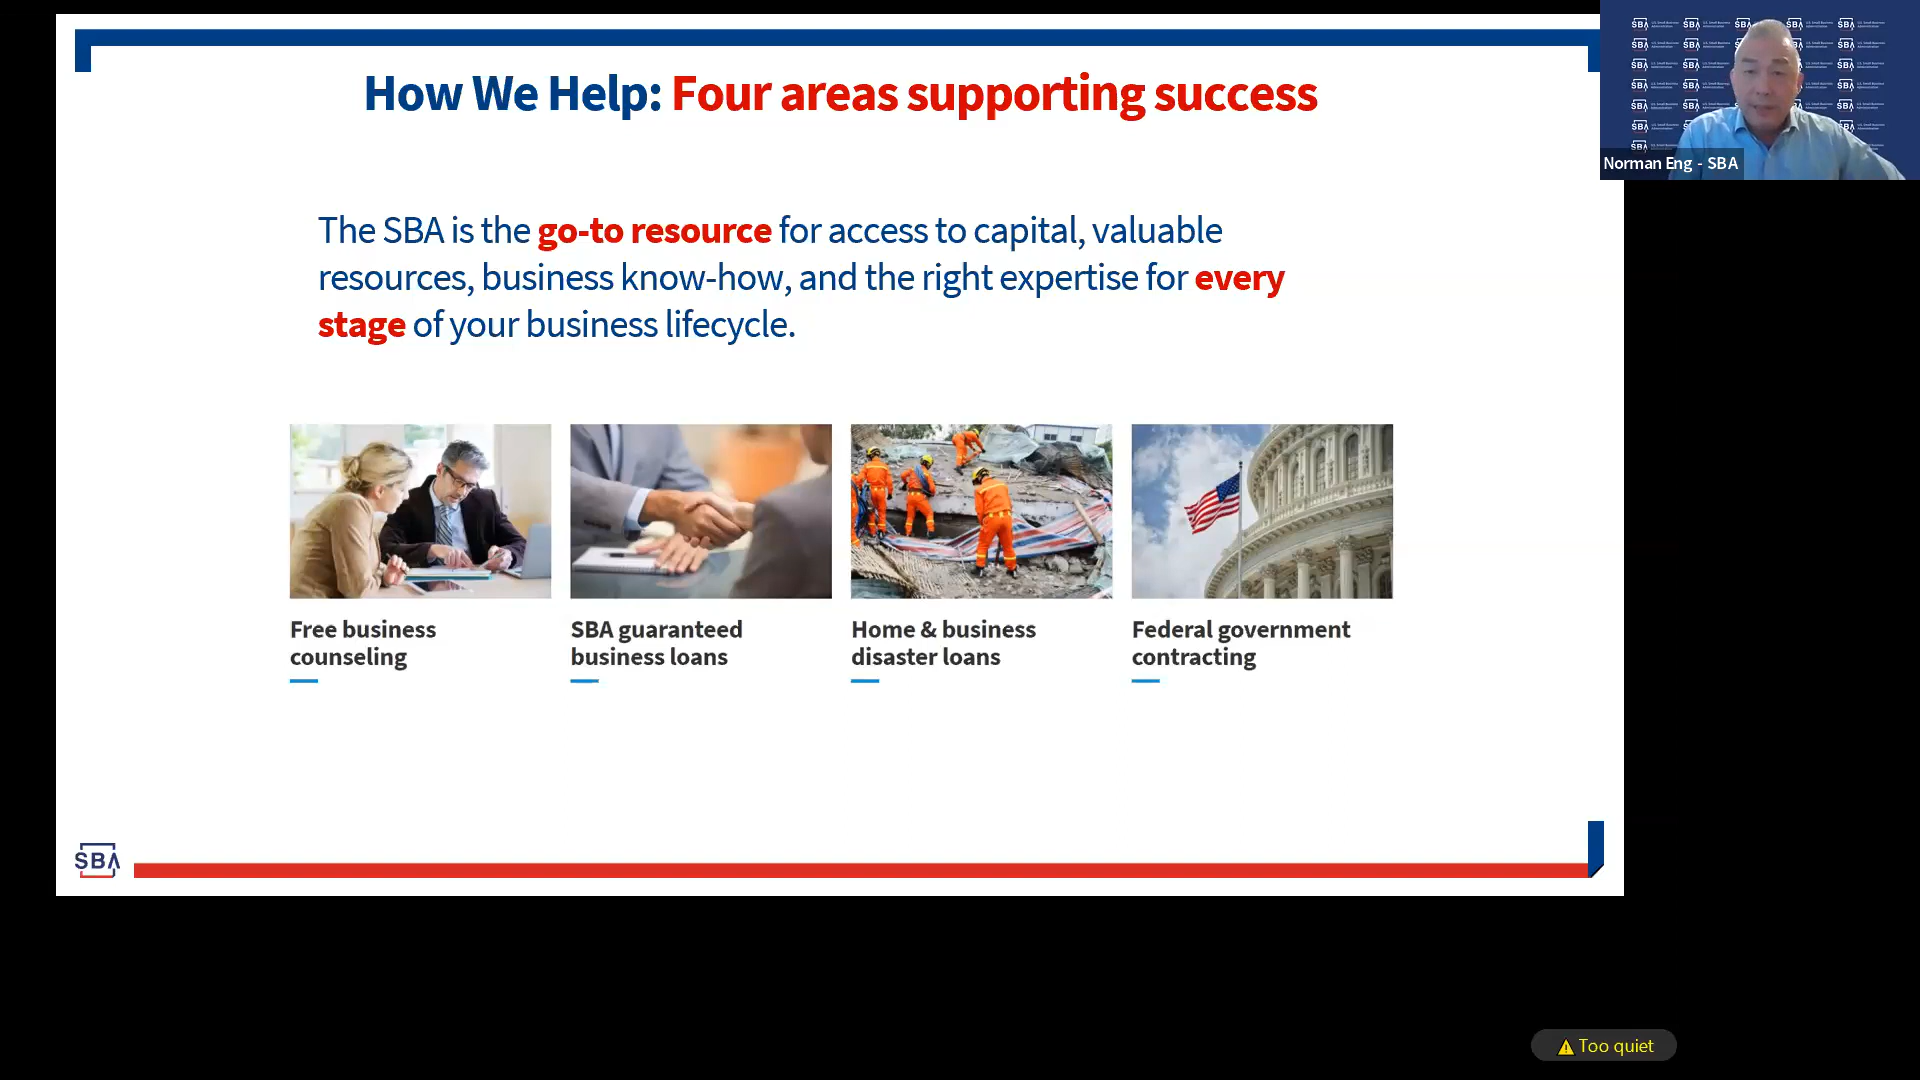 How We Help: Four areas supporting success
The SBA is the go-to resource for access to capital, valuable
resources, business know-how, and the right expertise for every
stage of your business lifecycle.
Free business
counseling
SBA guaranteed
business loans
Home & business
disaster loans
Federal government
contracting
SBA
Norman Eng - SBA
Too quiet